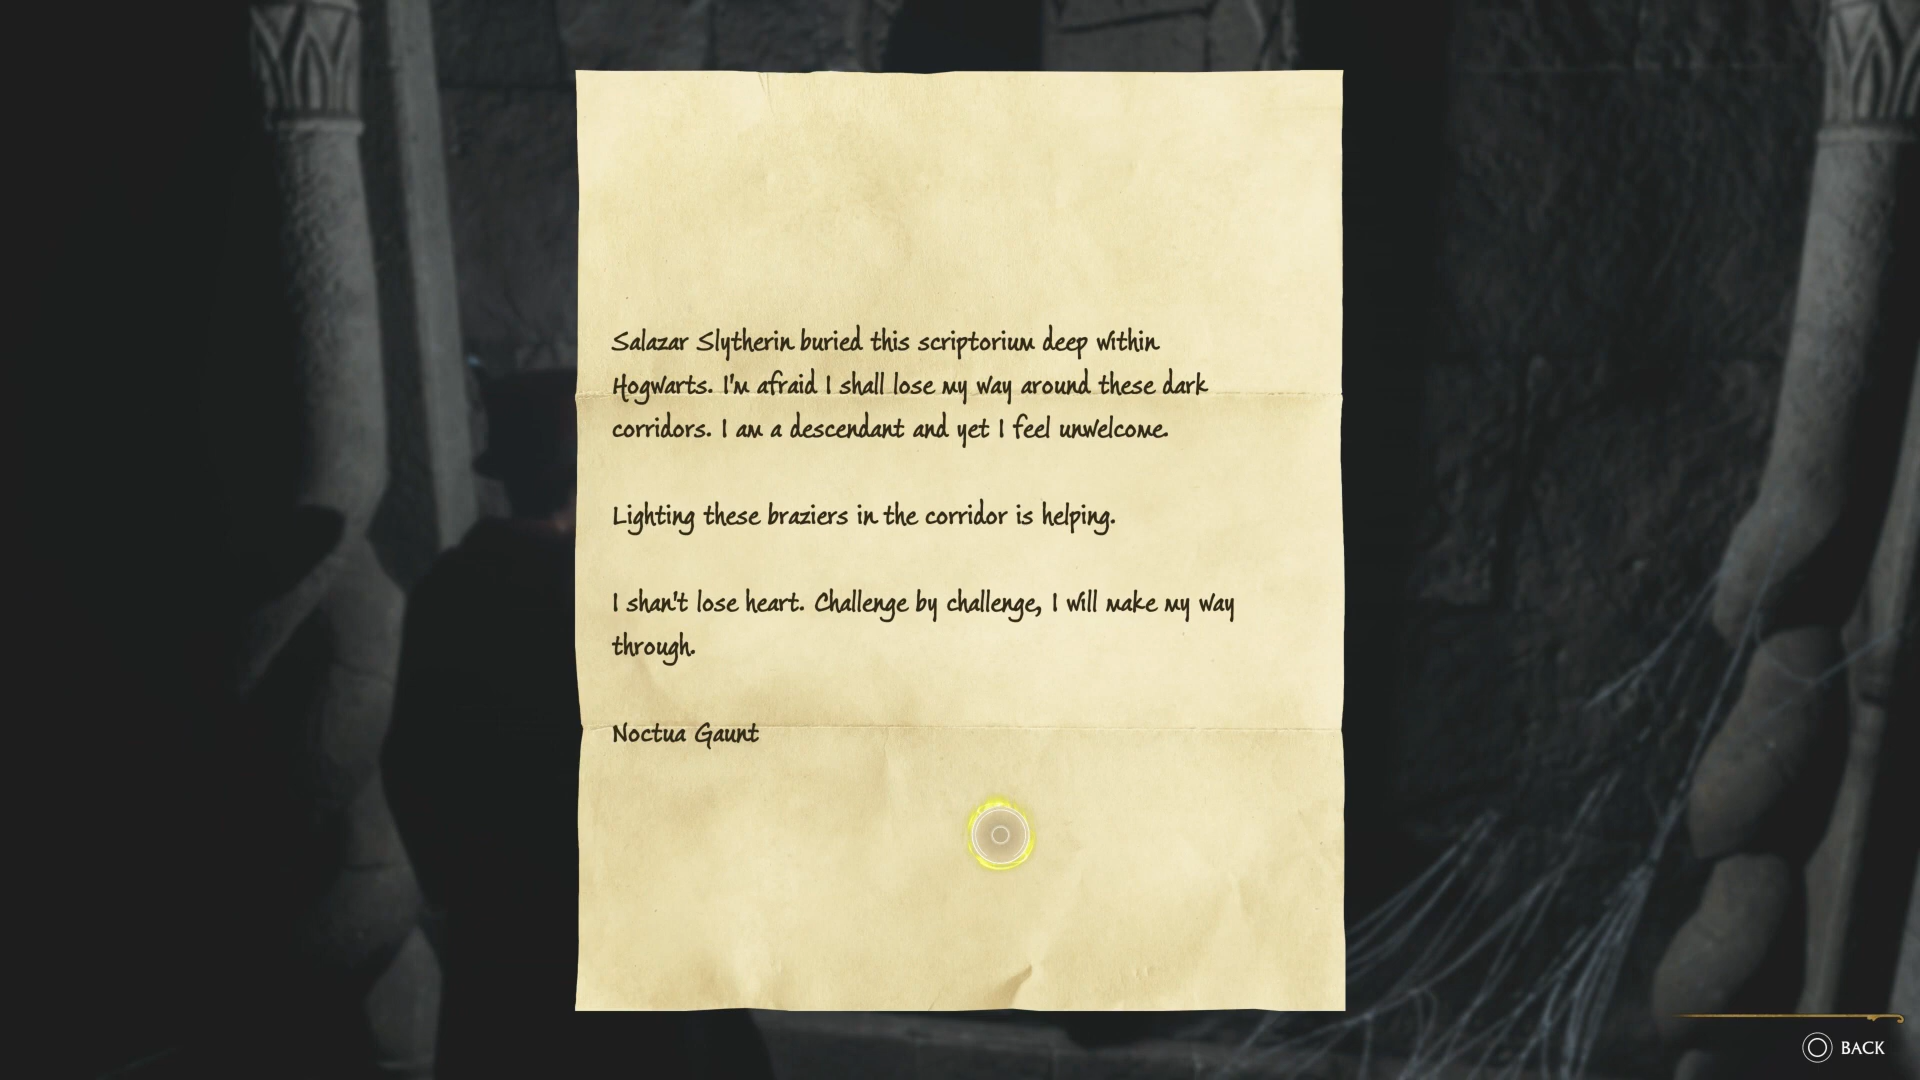 Salazar Slytherin buried this scriptorium deep within
Hogwarts. I'm afraid I shall lose my way around these dark
corridors. I am a descendant and yet I feel unwelcome.
Lighting these braziers in the corridor is helping.
I shan't lose heart. Challenge by challenge, I will make my way
through.
Noctua Gaunt
BACK